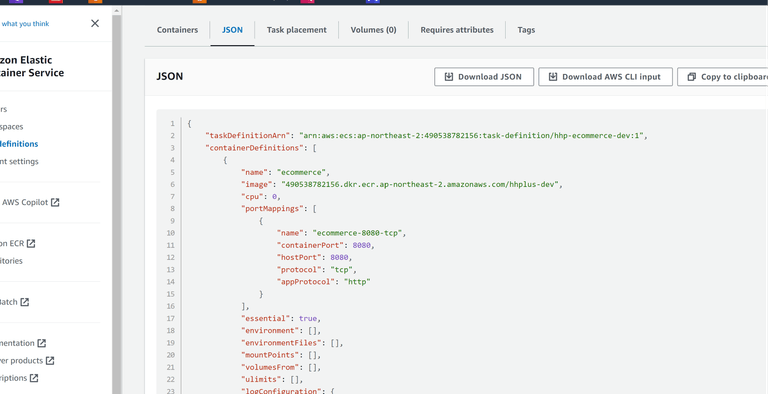 what you think
Containers JSON Task placement Volumes (0) Requires attributes Tags
zon Elastic
tainer Service
rs
spaces
definitions
nt settings
AWS Copilot
on ECR
itories
Batch
mentation
er products
riptions
JSON
Download JSON Download AWS CLI input Copy to clipboar
1 {
2 "taskDefinitionArn": "arn:aws:ecs:ap-northeast-2:490538782156:task-definition/hhp-ecommerce-dev:1",
3 "containerDefinitions": [
4 {
5 "name": "ecommerce",
6 "image": "490538782156.dkr.ecr.ap-northeast-2.amazonaws.com/hhplus-dev",
7 "cpu": 0,
8 "portMappings": [
9 {
10 "name": "ecommerce-8080-tcp",
11 "containerPort": 8080,
12 "hostPort": 8080,
13 "protocol": "tcp",
14 "appProtocol": "http"
15 }
16 ],
17 "essential": true,
18 "environment": [],
19 "environmentFiles": [],
20 "mountPoints": [],
21 "volumesFrom": [],
22 "ulimits": [],
23 "logConfiguration": {